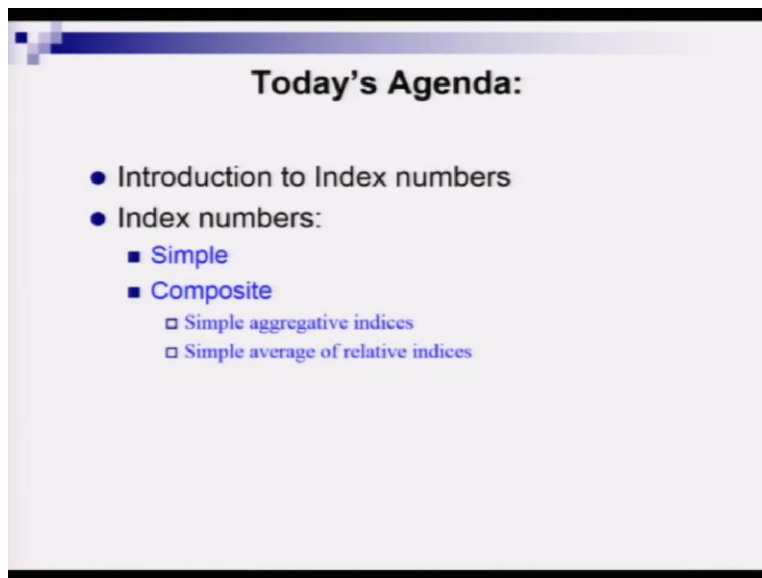 Today's Agenda:
Introduction to Index numbers
Index numbers:
Simple
Composite
Simple aggregative indices
Simple average of relative indices